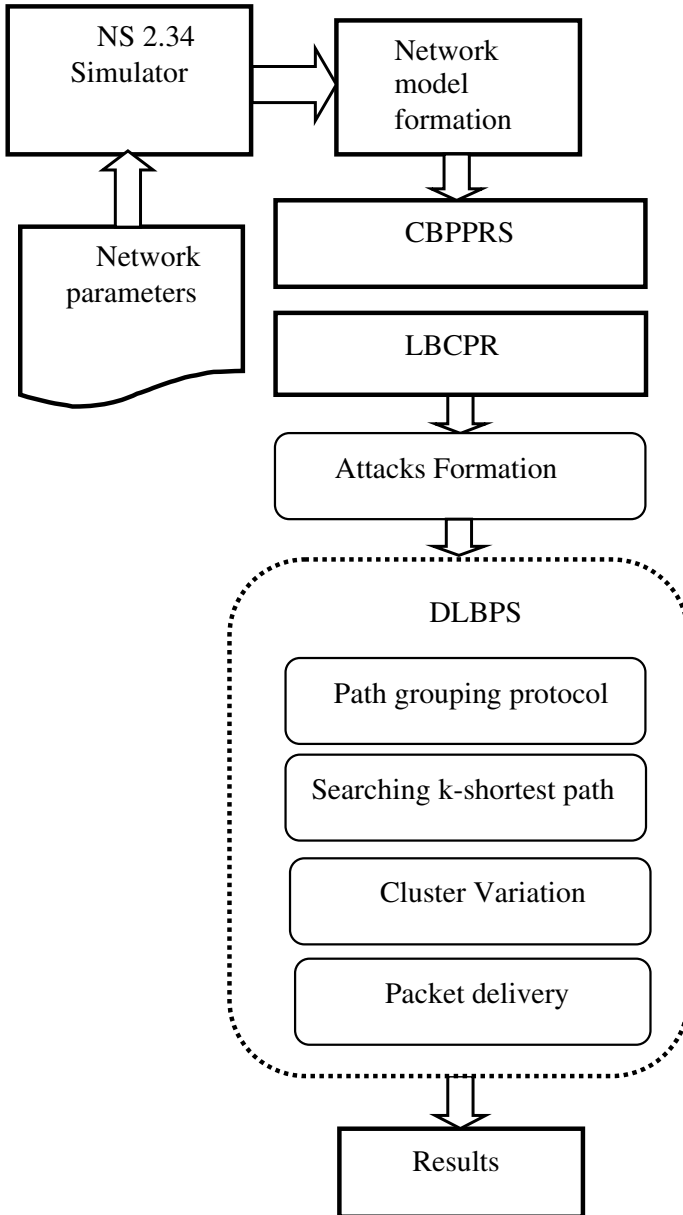 NS 2.34
Simulator
Network
model
formation
CBPPRS
Network
parameters
LBCPR
Attacks Formation
DLBPS
Path grouping protocol
Searching k-shortest path
Cluster Variation
Packet delivery
Results